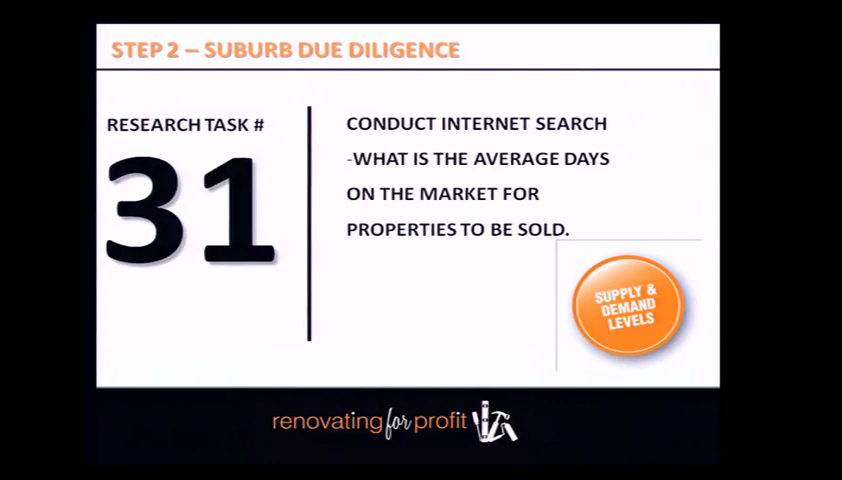 STEP 2 – SUBURB DUE DILIGENCE
RESEARCH TASK #
31
CONDUCT INTERNET SEARCH
-WHAT IS THE AVERAGE DAYS
ON THE MARKET FOR
PROPERTIES TO BE SOLD.
SUPPLY &
DEMAND
LEVELS
renovating for profit